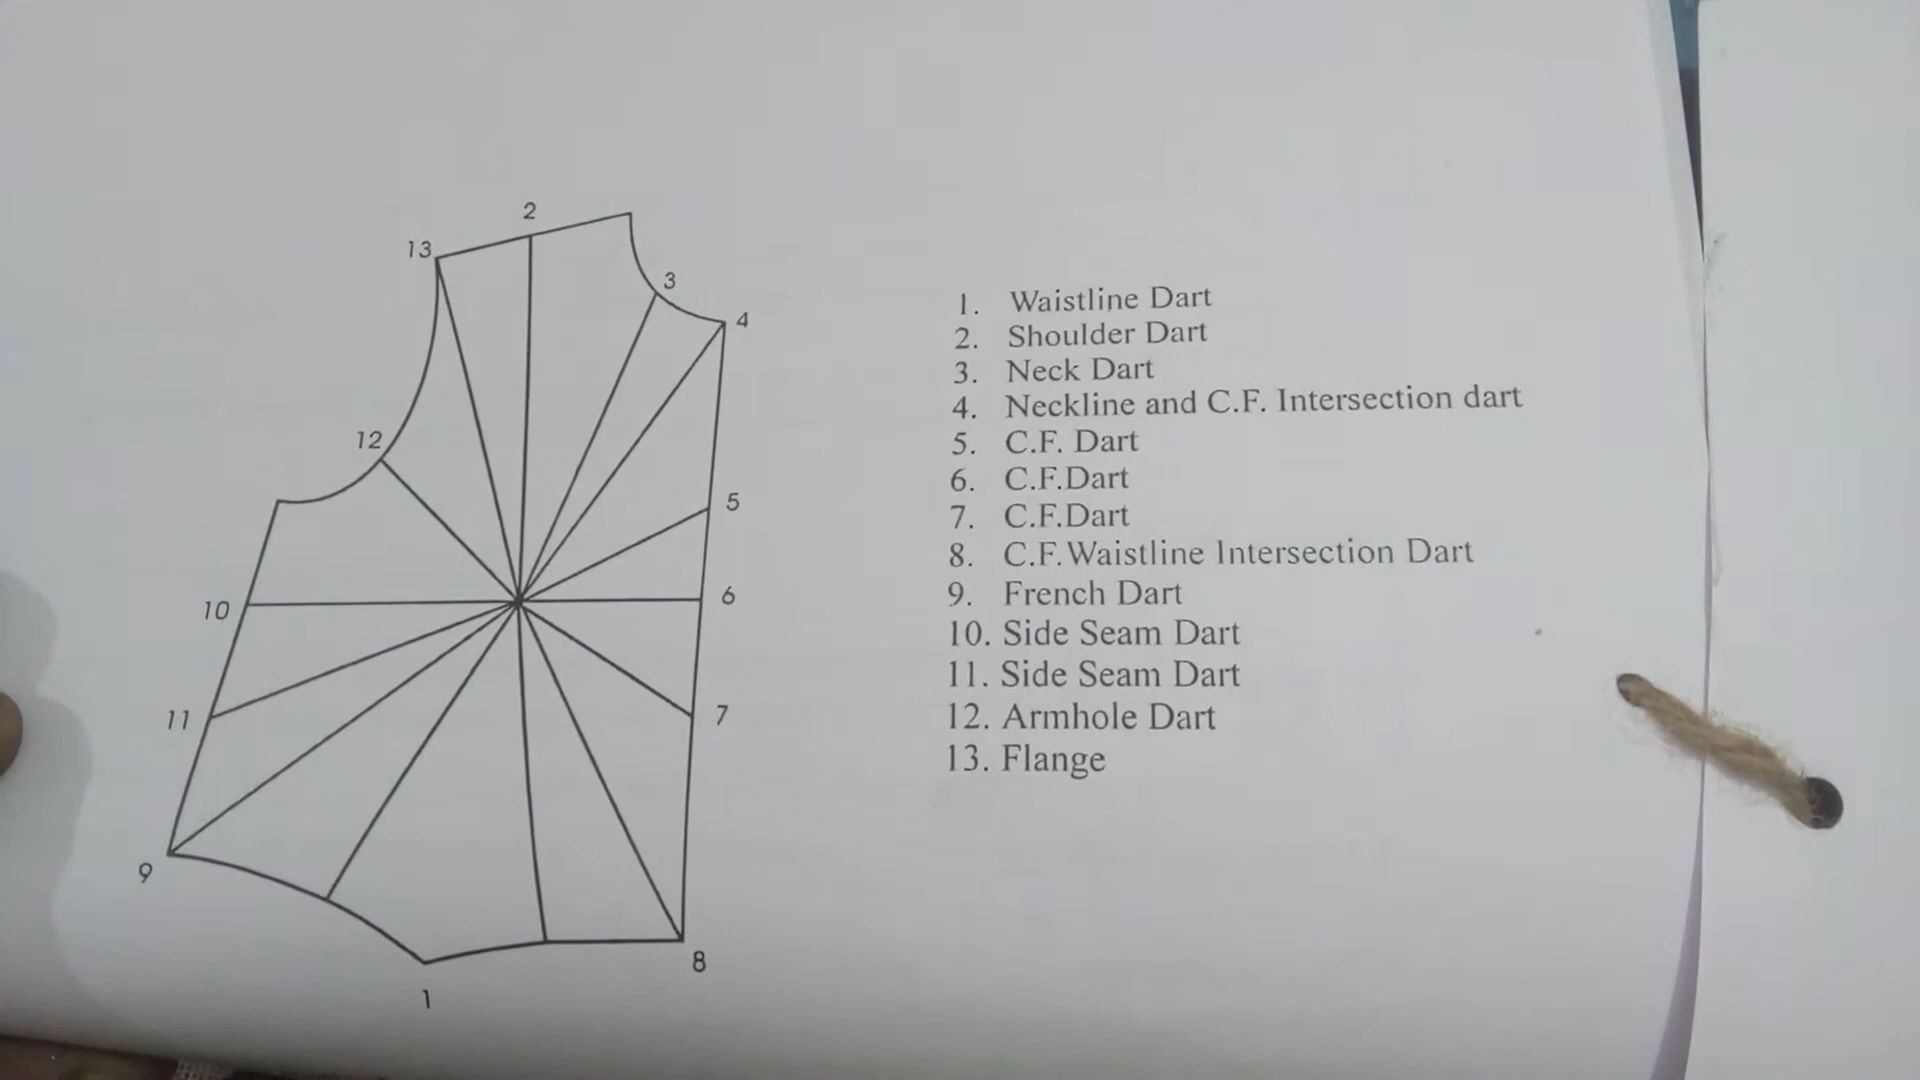 2
13
3
4
12
5
10
6
11
7
9
8
1
1. Waistline Dart
2. Shoulder Dart
3. Neck Dart
4. Neckline and C.F. Intersection dart
5. C.F. Dart
6. C.F.Dart
7. C.F.Dart
8. C.F.Waistline Intersection Dart
9. French Dart
10. Side Seam Dart
11. Side Seam Dart
12. Armhole Dart
13. Flange